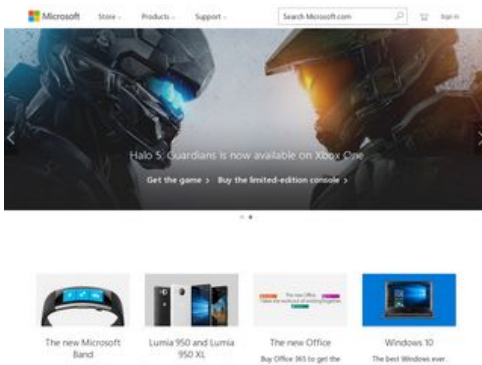 Microsoft
Store
Products
Support
Search Microsoft.com
Sign in
Halo 5: Guardians is now available on Xbox One
Get the game > Buy the limited-edition console >
The new Microsoft
Band
Lumia 950 and Lumia
950 XL
The new Office
Buy Office 365 to get the
Windows 10
The best Windows ever.